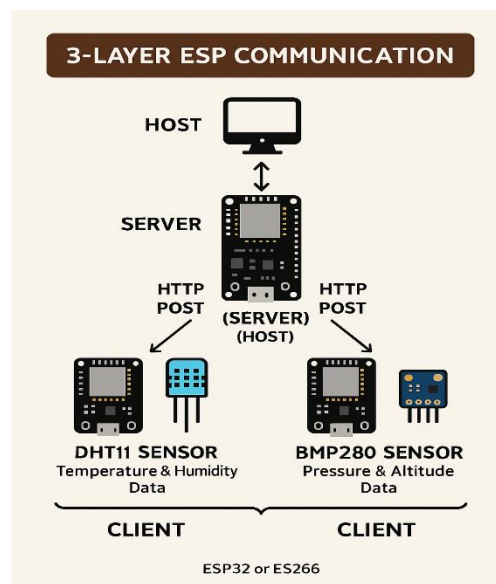 3-LAYER ESP COMMUNICATION
HOST
SERVER
HTTP
POST
HTTP
POST
(SERVER)
(HOST)
DHT11 SENSOR
Temperature & Humidity
Data
BMP280 SENSOR
Pressure & Altitude
Data
CLIENT
CLIENT
ESP32 or ES266